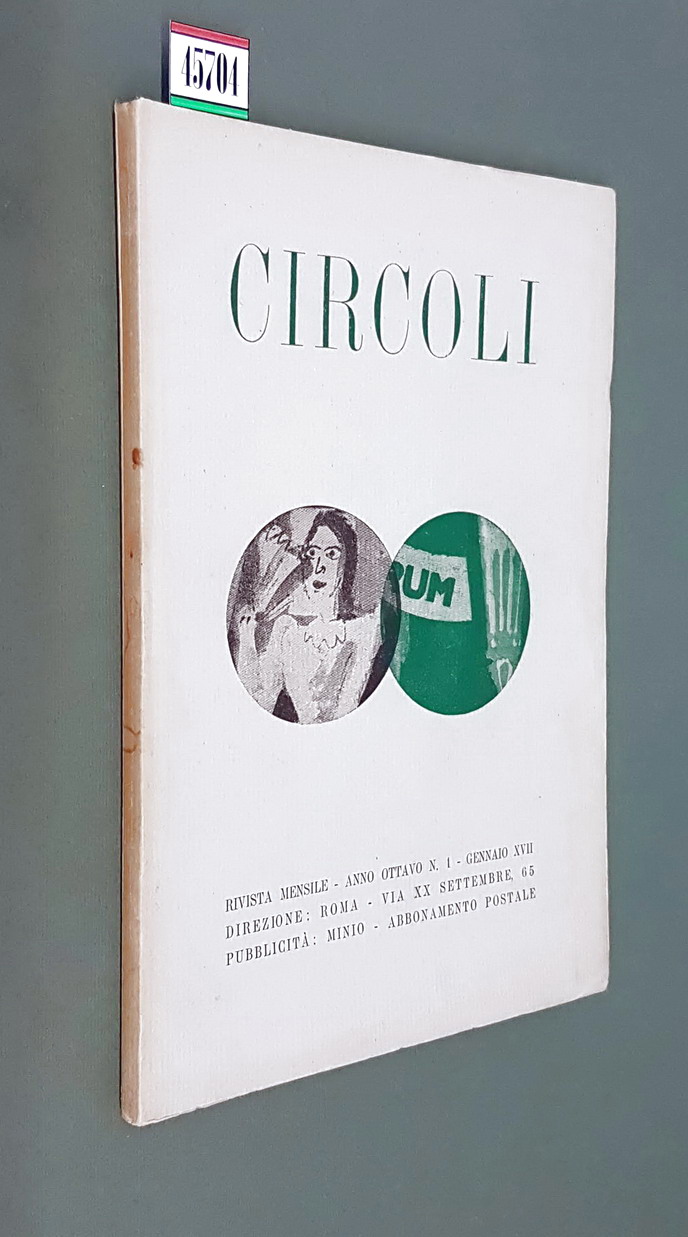 45704
CIRCOLI
RUM
RIVISTA MENSILE - ANNO OTTAVO N. 1 - GENNAIO XVII
DIREZIONE: ROMA - VIA XX SETTEMBRE, 65
PUBBLICITÀ: MINIO - ABBONAMENTO POSTALE